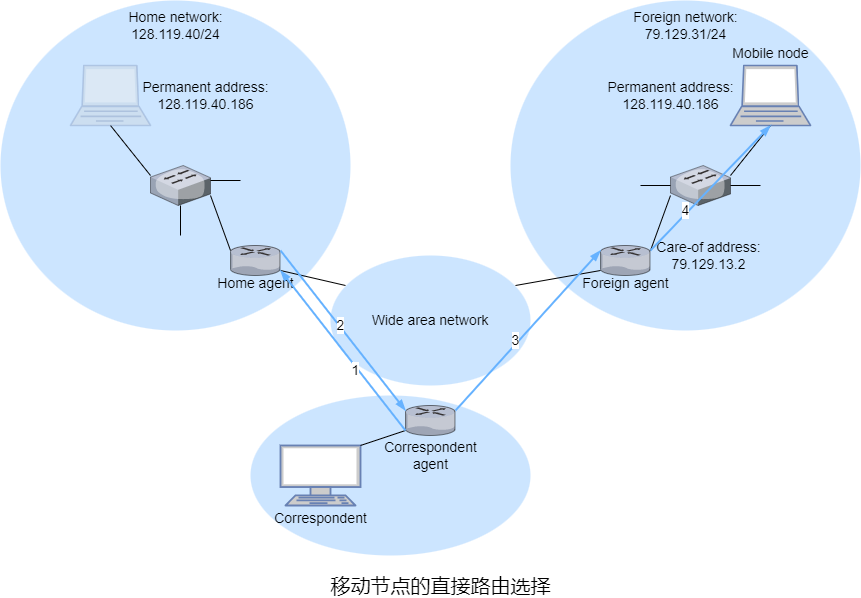 Home network:
128.119.40/24
Permanent address:
128.119.40.186
Home agent
Foreign network:
79.129.31/24
Mobile node
Permanent address:
128.119.40.186
4
Care-of address:
79.129.13.2
Foreign agent
Wide area network
2
3
1
Correspondent
agent
Correspondent
移动节点的直接路由选择